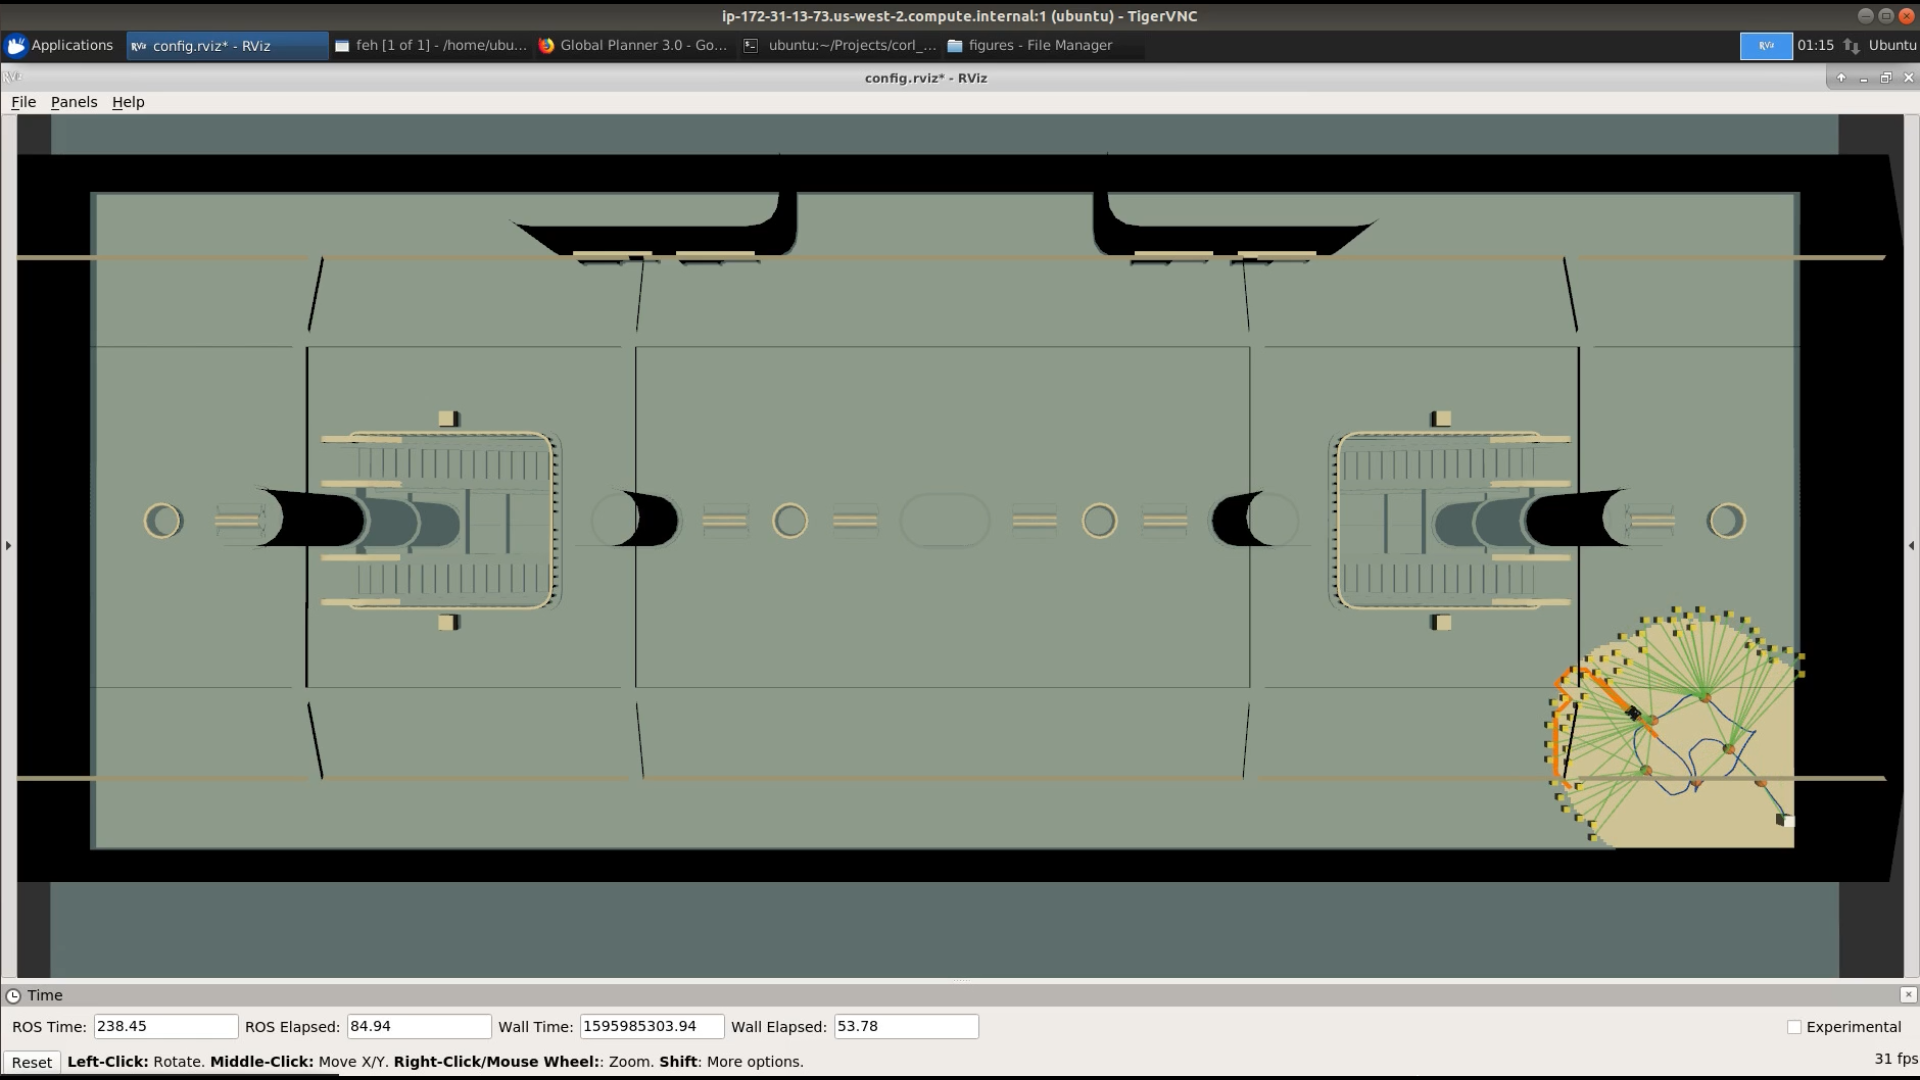 ip-172-31-13-73.us-west-2.compute.internal:1 (ubuntu) - TigerVNC
Applications RViz config.rviz* - RViz feh [1 of 1] - /home/ubu... Global Planner 3.0 - Go... ubuntu:~/Projects/corl_... figures - File Manager RViz 01:15 Ubuntu
RViz config.rviz* - RViz
File Panels Help
Time
ROS Time: 238.45 ROS Elapsed: 84.94 Wall Time: 1595985303.94 Wall Elapsed: 53.78 Experimental
Reset Left-Click: Rotate. Middle-Click: Move X/Y. Right-Click/Mouse Wheel:: Zoom. Shift: More options. 31 fps